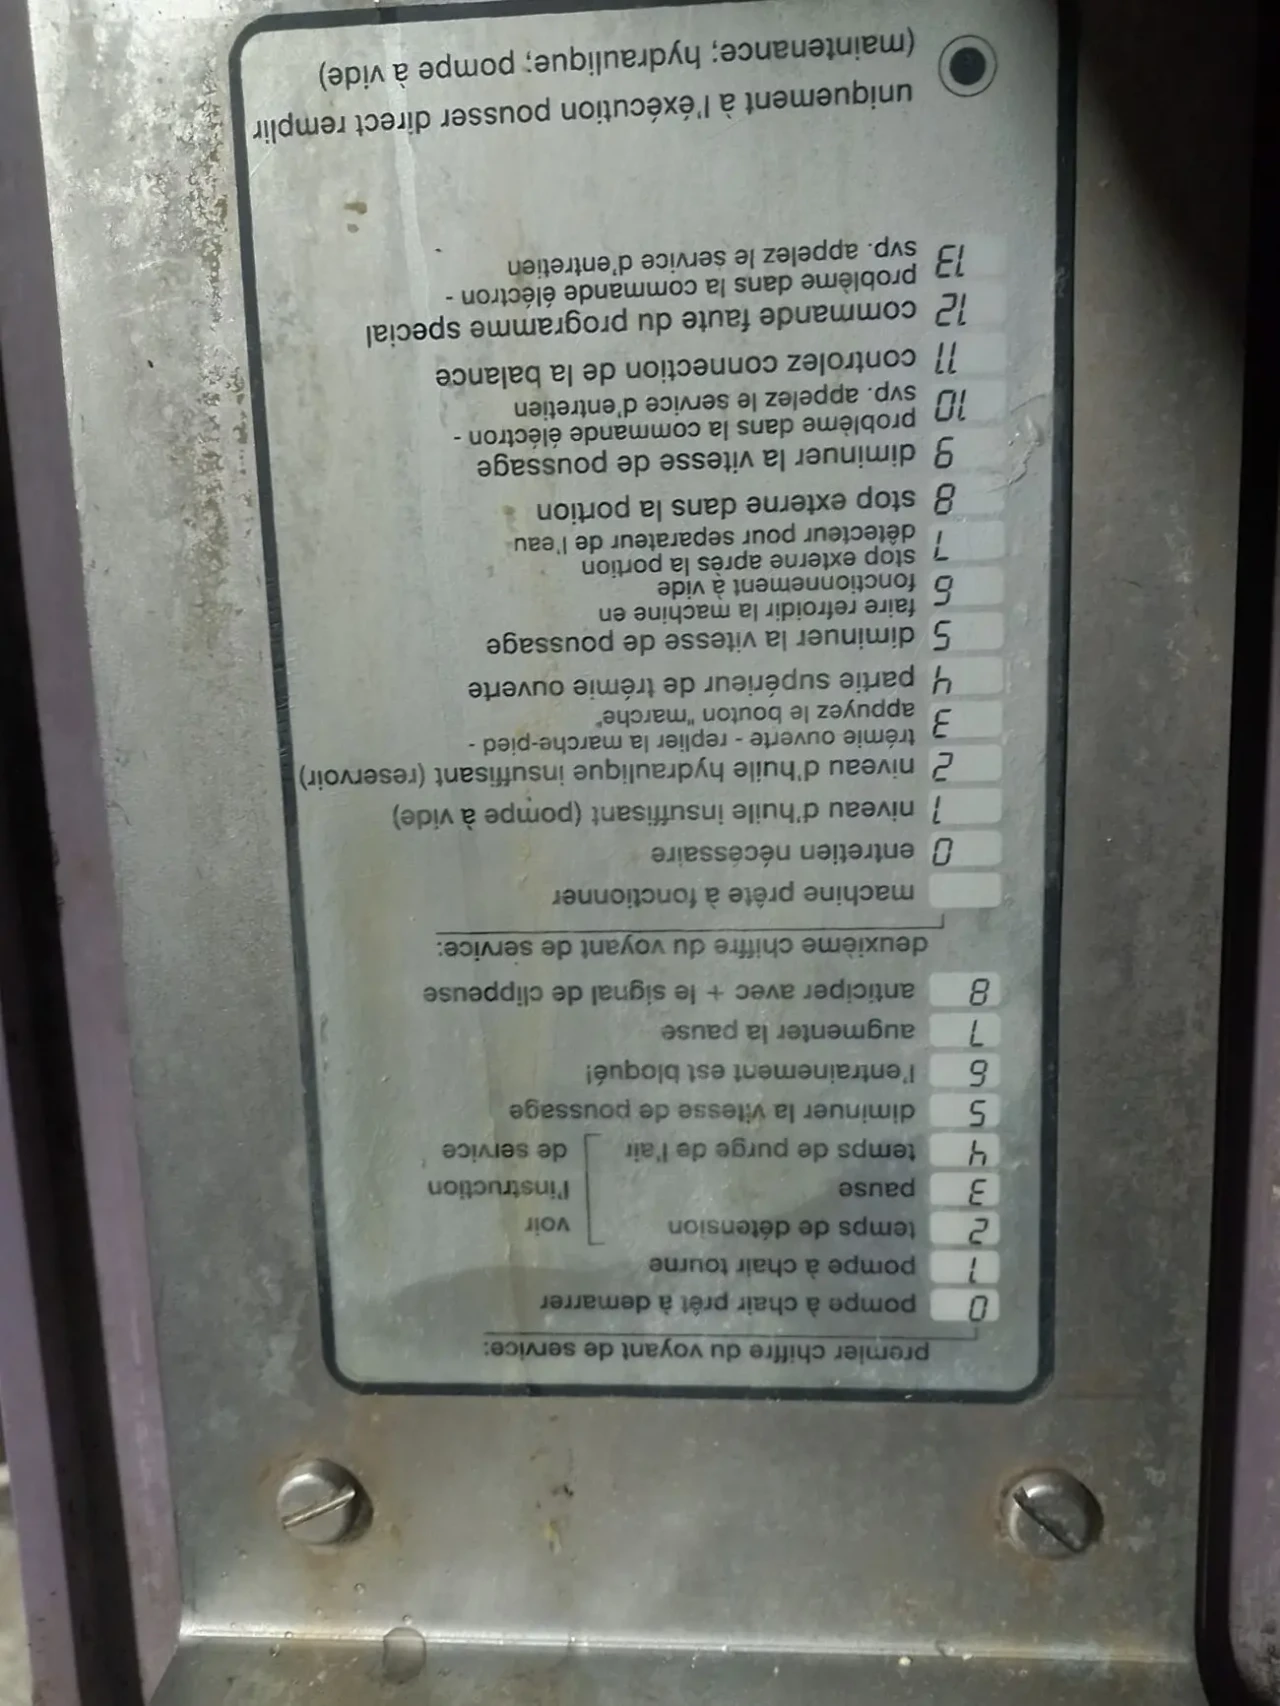 premier chiffre du voyant de service:
0 pompe à chair prêt à demarrer
1 pompe à chair tourne
2 temps de détension voir
3 pause l'instruction
4 temps de purge de l'air de service
5 diminuer la vitesse de poussage
6 l'entrainement est bloqué!
7 augmenter la pause
8 anticiper avec + le signal de clippeuse
deuxième chiffre du voyant de service:
machine prête à fonctionner
0 entretien nécessaire
1 niveau d'huile insuffisant (pompe à vide)
2 niveau d'huile hydraulique insuffisant (reservoir)
trémie ouverte - replier la marche-pied -
3 appuyez le bouton "marche"
4 partie supérieur de trémie ouverte
5 diminuer la vitesse de poussage
faire refroidir la machine en
6 fonctionnement à vide
stop externe après la portion
7 détecteur pour separateur de l'eau
8 stop externe dans la portion
9 diminuer la vitesse de poussage
problème dans la commande éléctron -
10 svp. appelez le service d'entretien
11 controlez connection de la balance
12 commande faute du programme special
problème dans la commande éléctron -
13 svp. appelez le service d'entretien
uniquement à l'éxécution pousser direct remplir
(maintenance; hydraulique; pompe à vide)